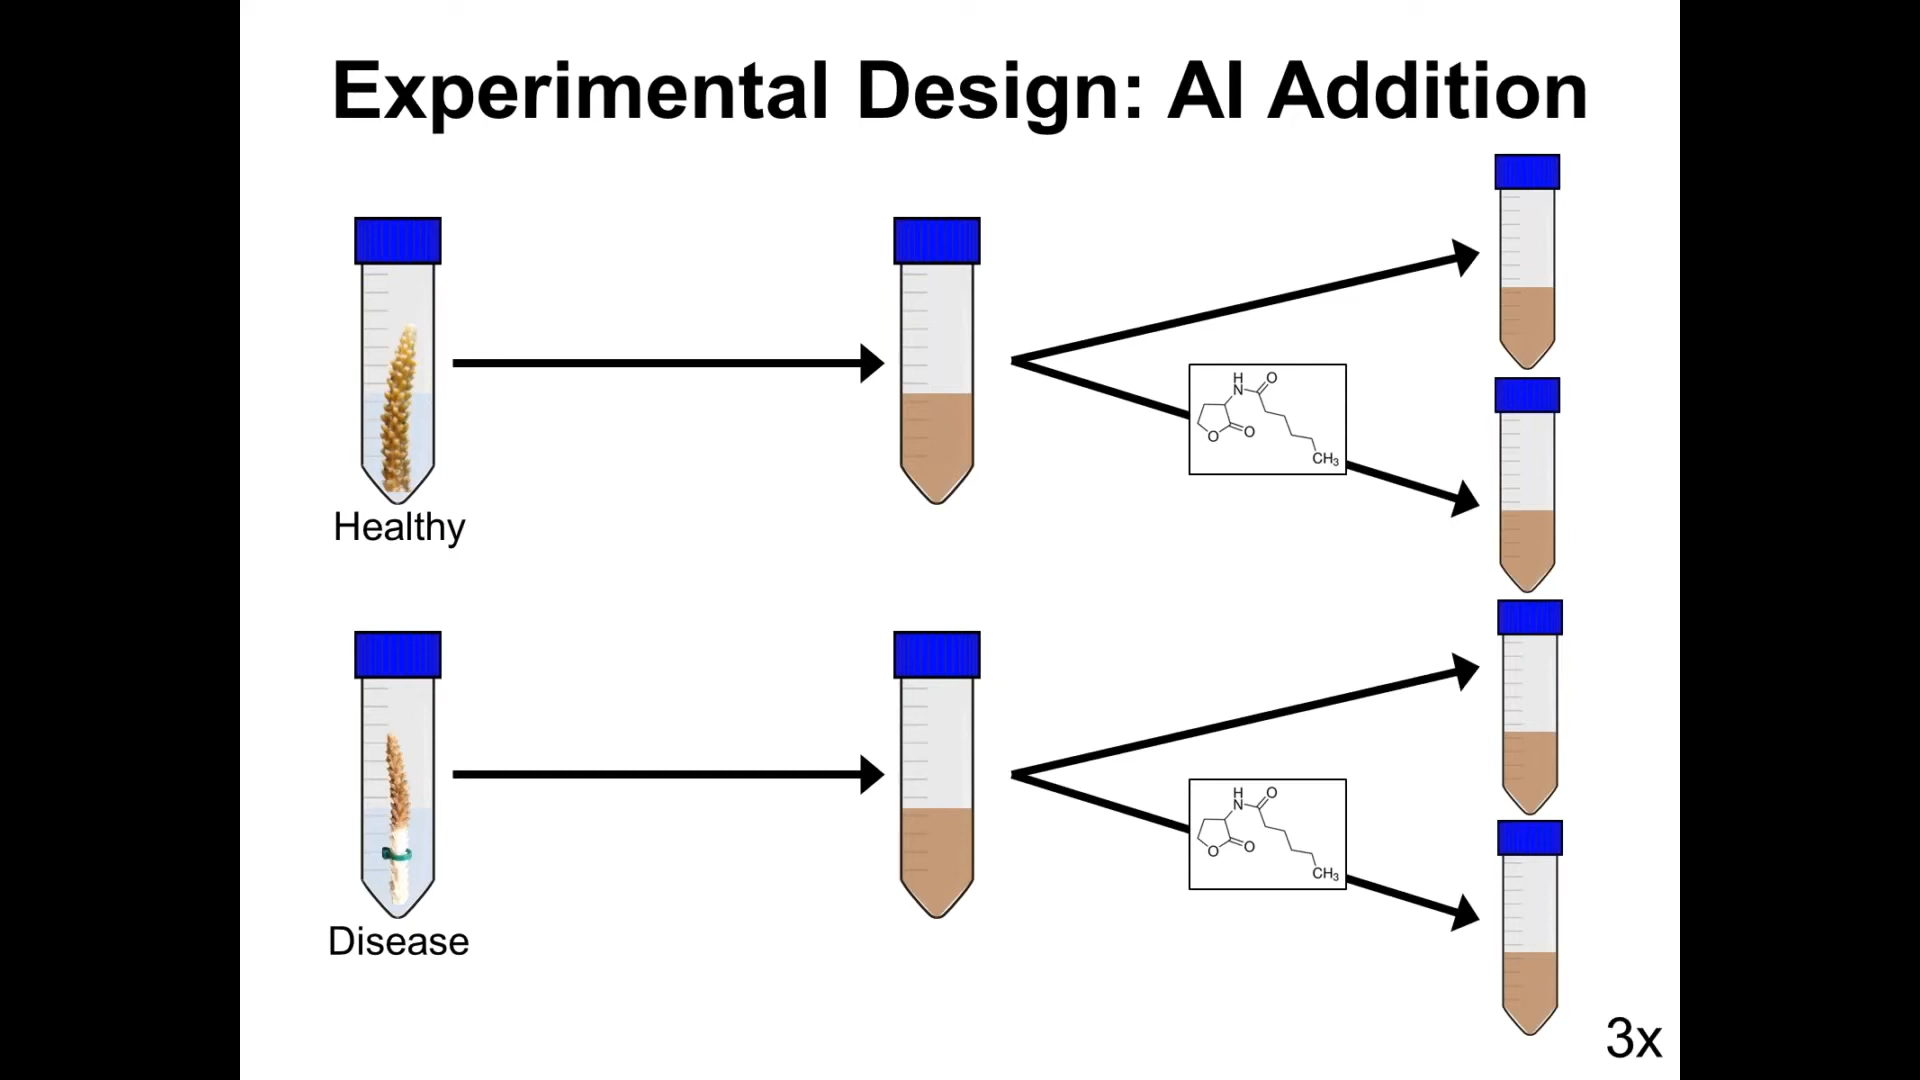 Experimental Design: AI Addition
H
N
O
O
O
CH₃
Healthy
H
N
O
O
O
CH₃
Disease
3x